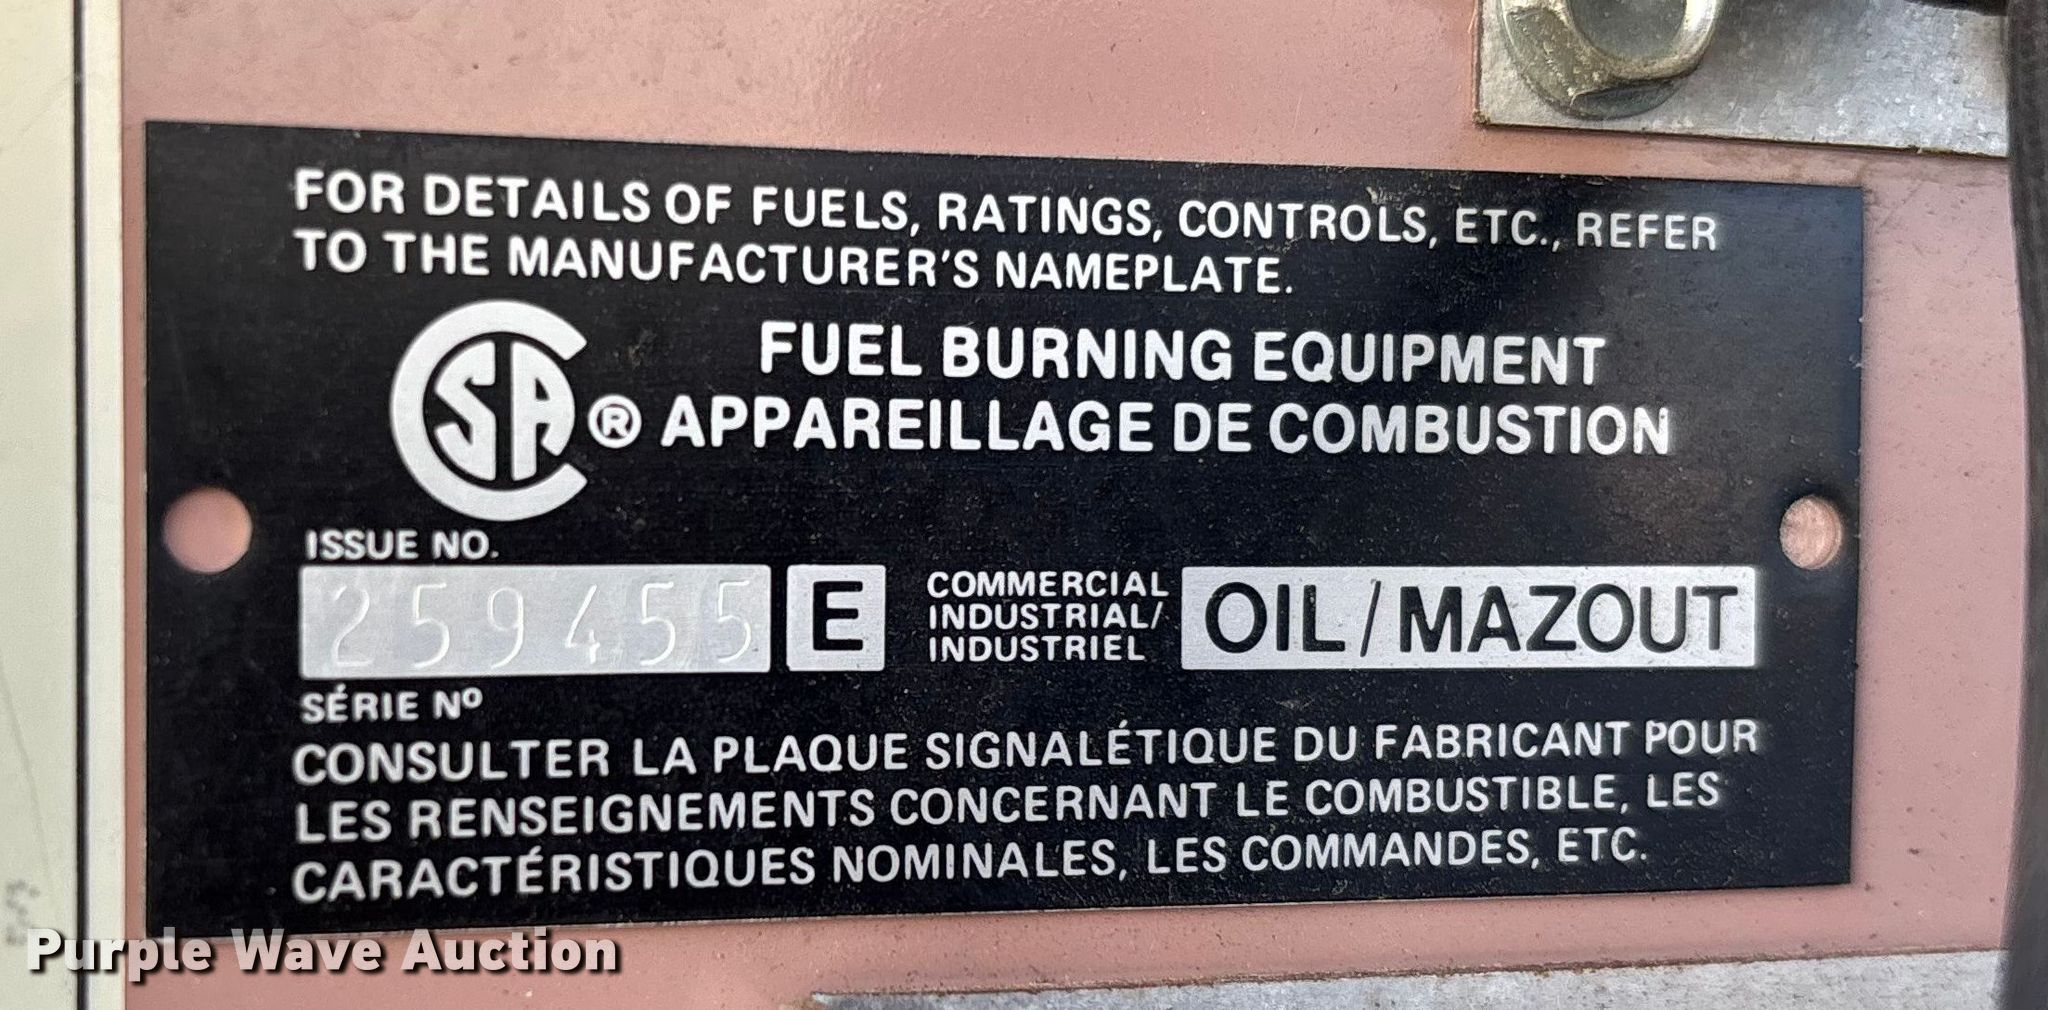 FOR DETAILS OF FUELS, RATINGS, CONTROLS, ETC., REFER
TO THE MANUFACTURER'S NAMEPLATE.
CSA ®
FUEL BURNING EQUIPMENT
APPAREILLAGE DE COMBUSTION
ISSUE NO.
259455 E
COMMERCIAL
INDUSTRIAL/
INDUSTRIEL
OIL/MAZOUT
SÉRIE Nº
CONSULTER LA PLAQUE SIGNALÉTIQUE DU FABRICANT POUR
LES RENSEIGNEMENTS CONCERNANT LE COMBUSTIBLE, LES
CARACTÉRISTIQUES NOMINALES, LES COMMANDES, ETC.
Purple Wave Auction